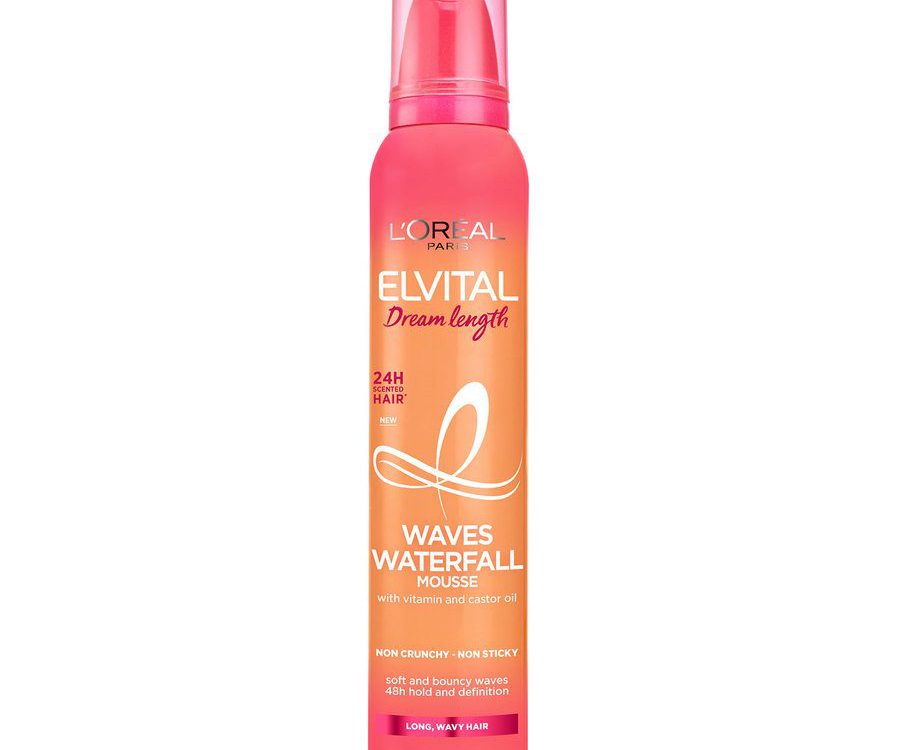 L'ORÉAL
PARIS
ELVITAL
Dream length
24H
SCENTED
HAIR*
NEW
WAVES
WATERFALL
MOUSSE
with vitamin and castor oil
NON CRUNCHY - NON STICKY
soft and bouncy waves
48h hold and definition
LONG, WAVY HAIR